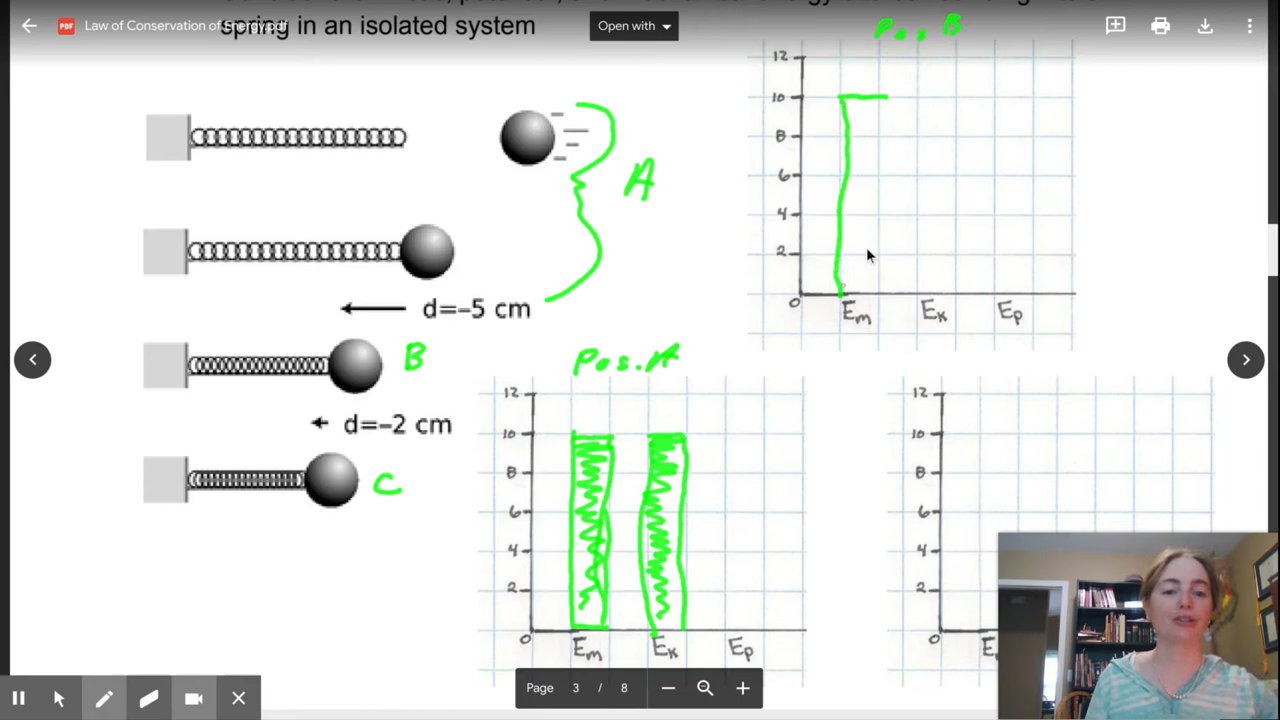 Law of Conservation of Energy.pdf
Open with
spring in an isolated system
PDF
Pos B
12
10
8
6
4
2
0
Em Ek Ep
A
d=–5 cm
B
d=–2 cm
C
Pos. A
12
10
8
6
4
2
0
Em Ek Ep
12
10
8
6
4
2
0
Page 3 / 8